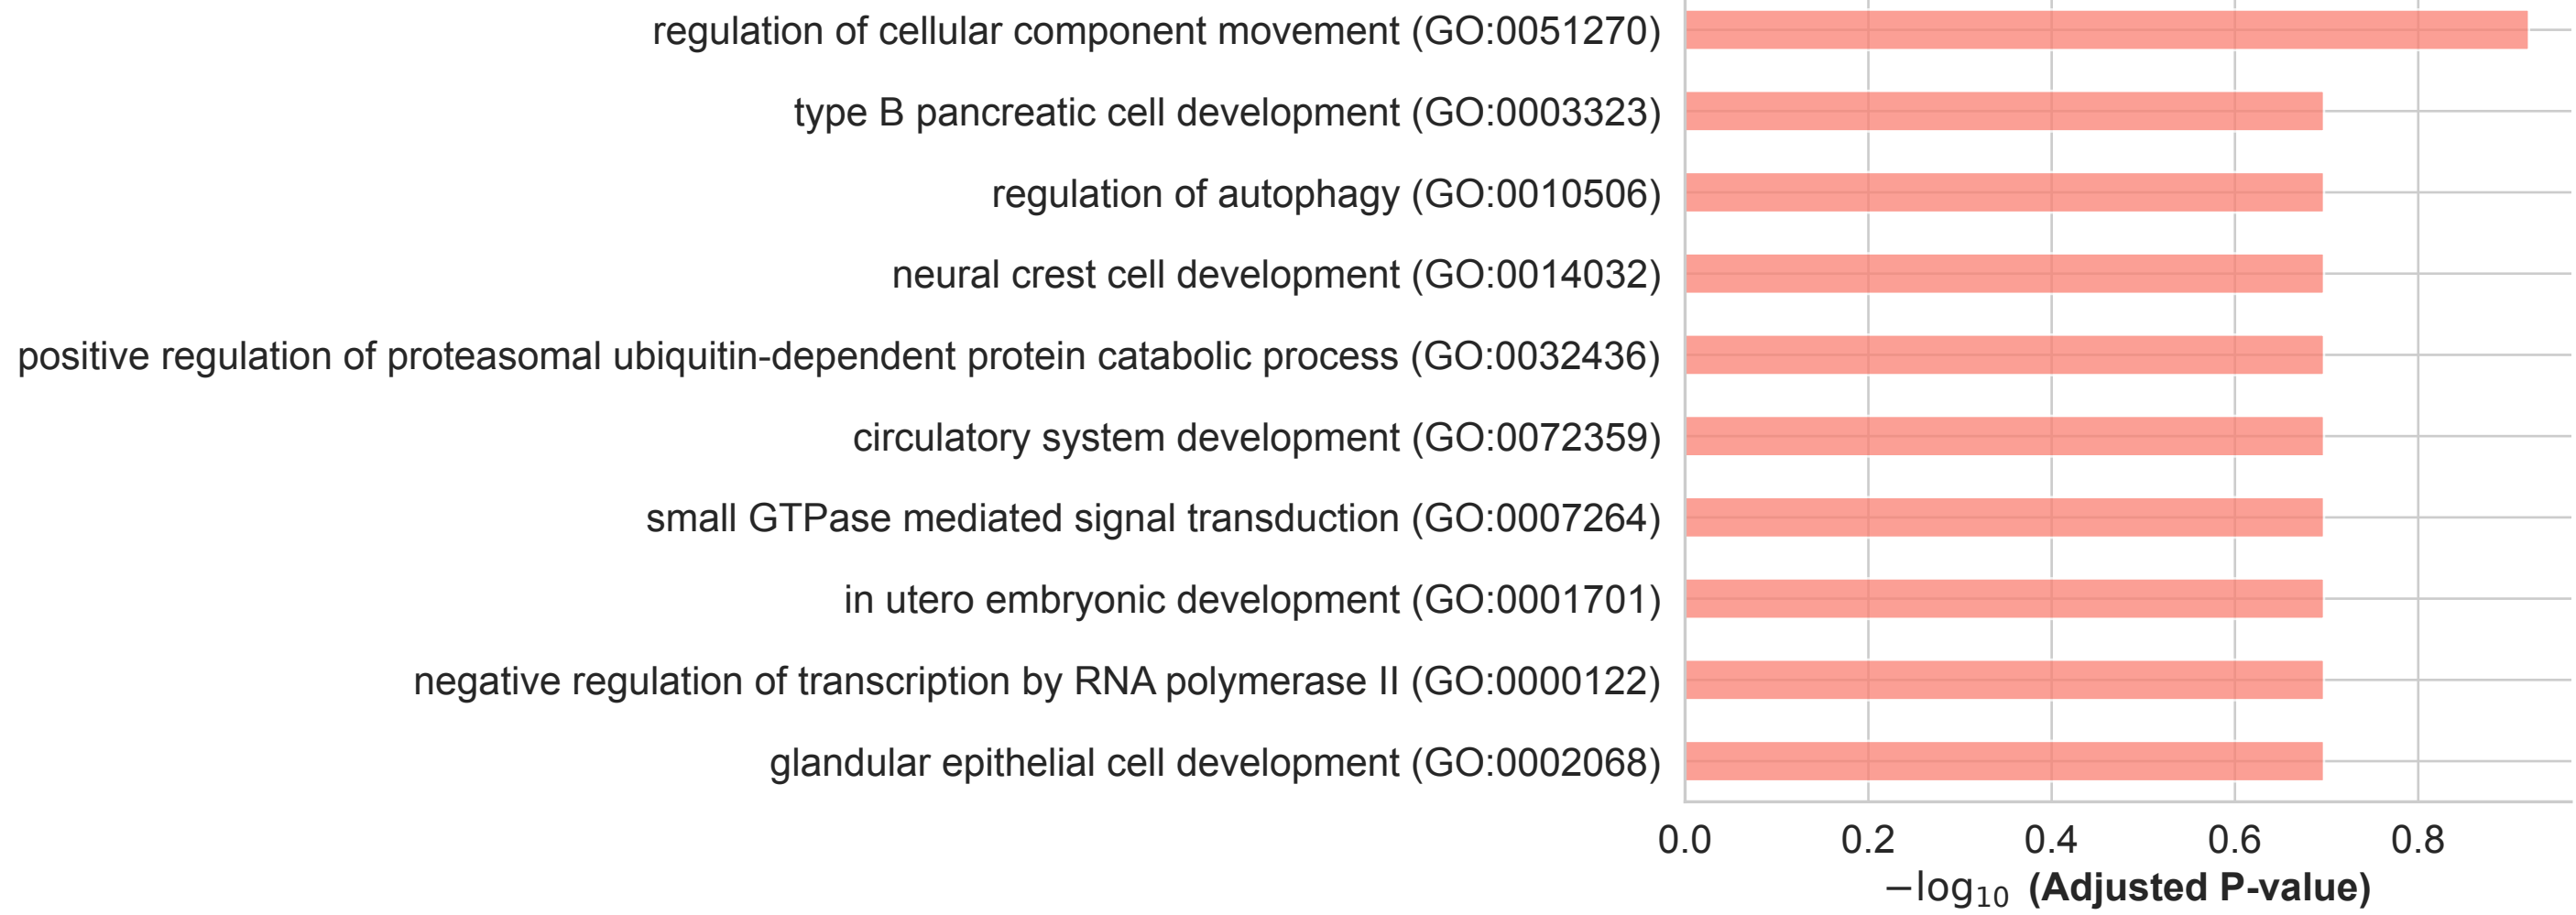 regulation of cellular component movement (GO:0051270)
type B pancreatic cell development (GO:0003323)
regulation of autophagy (GO:0010506)
neural crest cell development (GO:0014032)
positive regulation of proteasomal ubiquitin-dependent protein catabolic process (GO:0032436)
circulatory system development (GO:0072359)
small GTPase mediated signal transduction (GO:0007264)
in utero embryonic development (GO:0001701)
negative regulation of transcription by RNA polymerase II (GO:0000122)
glandular epithelial cell development (GO:0002068)
0.0 0.2 0.4 0.6 0.8
−log₁₀ (Adjusted P-value)